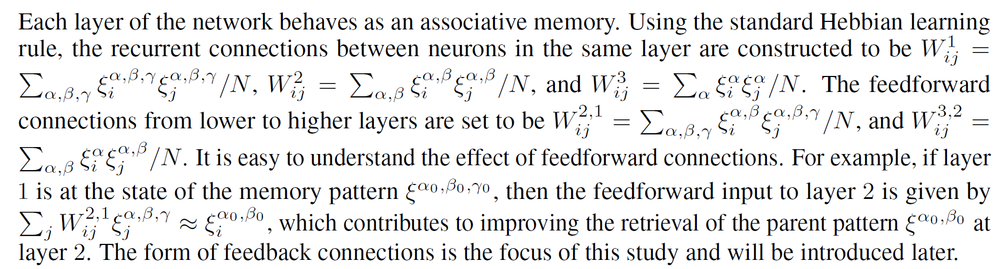 Each layer of the network behaves as an associative memory. Using the standard Hebbian learning
rule, the recurrent connections between neurons in the same layer are constructed to be $W_{ij}^{1} =$
$\sum_{\alpha,\beta,\gamma} \xi_i^{\alpha,\beta,\gamma} \xi_j^{\alpha,\beta,\gamma}/N$, $W_{ij}^{2} = \sum_{\alpha,\beta} \xi_i^{\alpha,\beta} \xi_j^{\alpha,\beta}/N$, and $W_{ij}^{3} = \sum_{\alpha} \xi_i^{\alpha} \xi_j^{\alpha}/N$. The feedforward
connections from lower to higher layers are set to be $W_{ij}^{2,1} = \sum_{\alpha,\beta,\gamma} \xi_i^{\alpha,\beta} \xi_j^{\alpha,\beta,\gamma}/N$, and $W_{ij}^{3,2} =$
$\sum_{\alpha,\beta} \xi_i^{\alpha} \xi_j^{\alpha,\beta}/N$. It is easy to understand the effect of feedforward connections. For example, if layer
1 is at the state of the memory pattern $\xi^{\alpha_0,\beta_0,\gamma_0}$, then the feedforward input to layer 2 is given by
$\sum_j W_{ij}^{2,1} \xi_j^{\alpha,\beta,\gamma} \approx \xi_i^{\alpha_0,\beta_0}$, which contributes to improving the retrieval of the parent pattern $\xi^{\alpha_0,\beta_0}$ at
layer 2. The form of feedback connections is the focus of this study and will be introduced later.